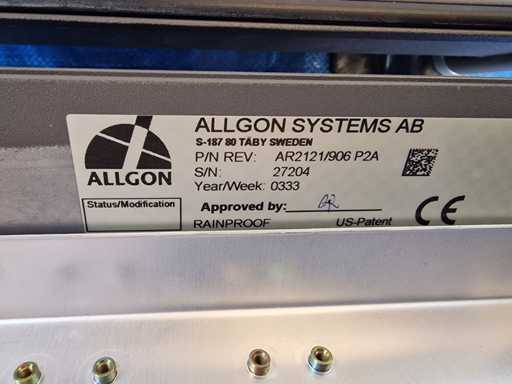 ALLGON SYSTEMS AB
S-187 80 TÄBY SWEDEN
P/N REV: AR2121/906 P2A
S/N: 27204
Year/Week: 0333
ALLGON
Status/Modification
Approved by:
RAINPROOF US-Patent CE